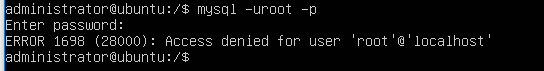 administrator@ubuntu:/$ mysql -uroot -p
Enter password:
ERROR 1698 (28000): Access denied for user 'root'@'localhost'
administrator@ubuntu:/$